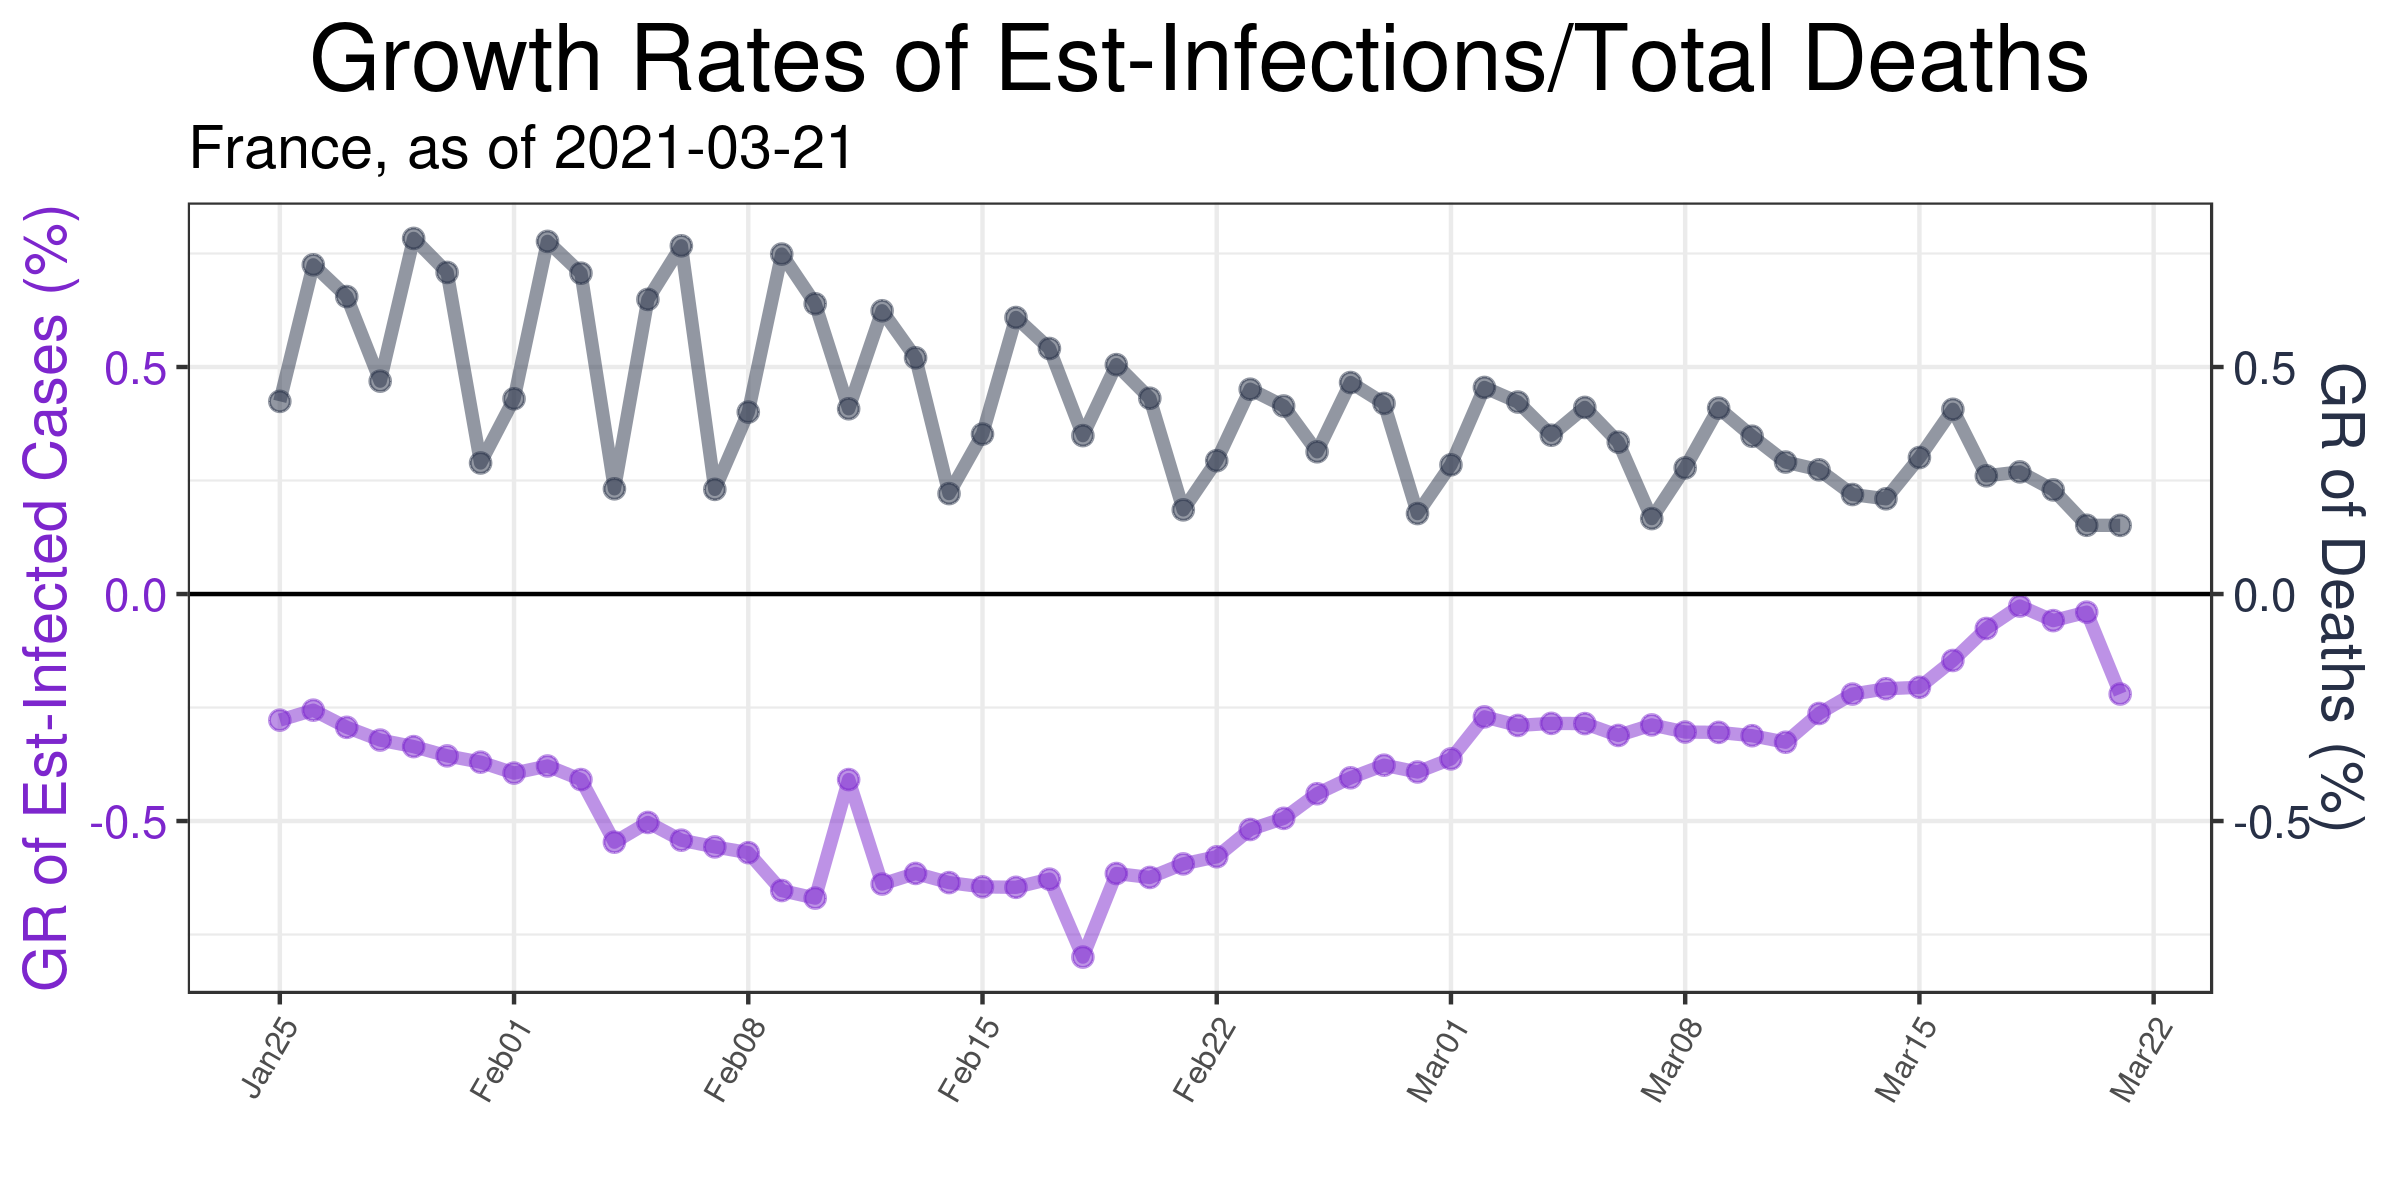 Growth Rates of Est-Infections/Total Deaths
France, as of 2021-03-21
GR of Est-Infected Cases (%)
0.5
0.0
-0.5
0.5
0.0
-0.5
GR of Deaths (%)
Jan25
Feb01
Feb08
Feb15
Feb22
Mar01
Mar08
Mar15
Mar22